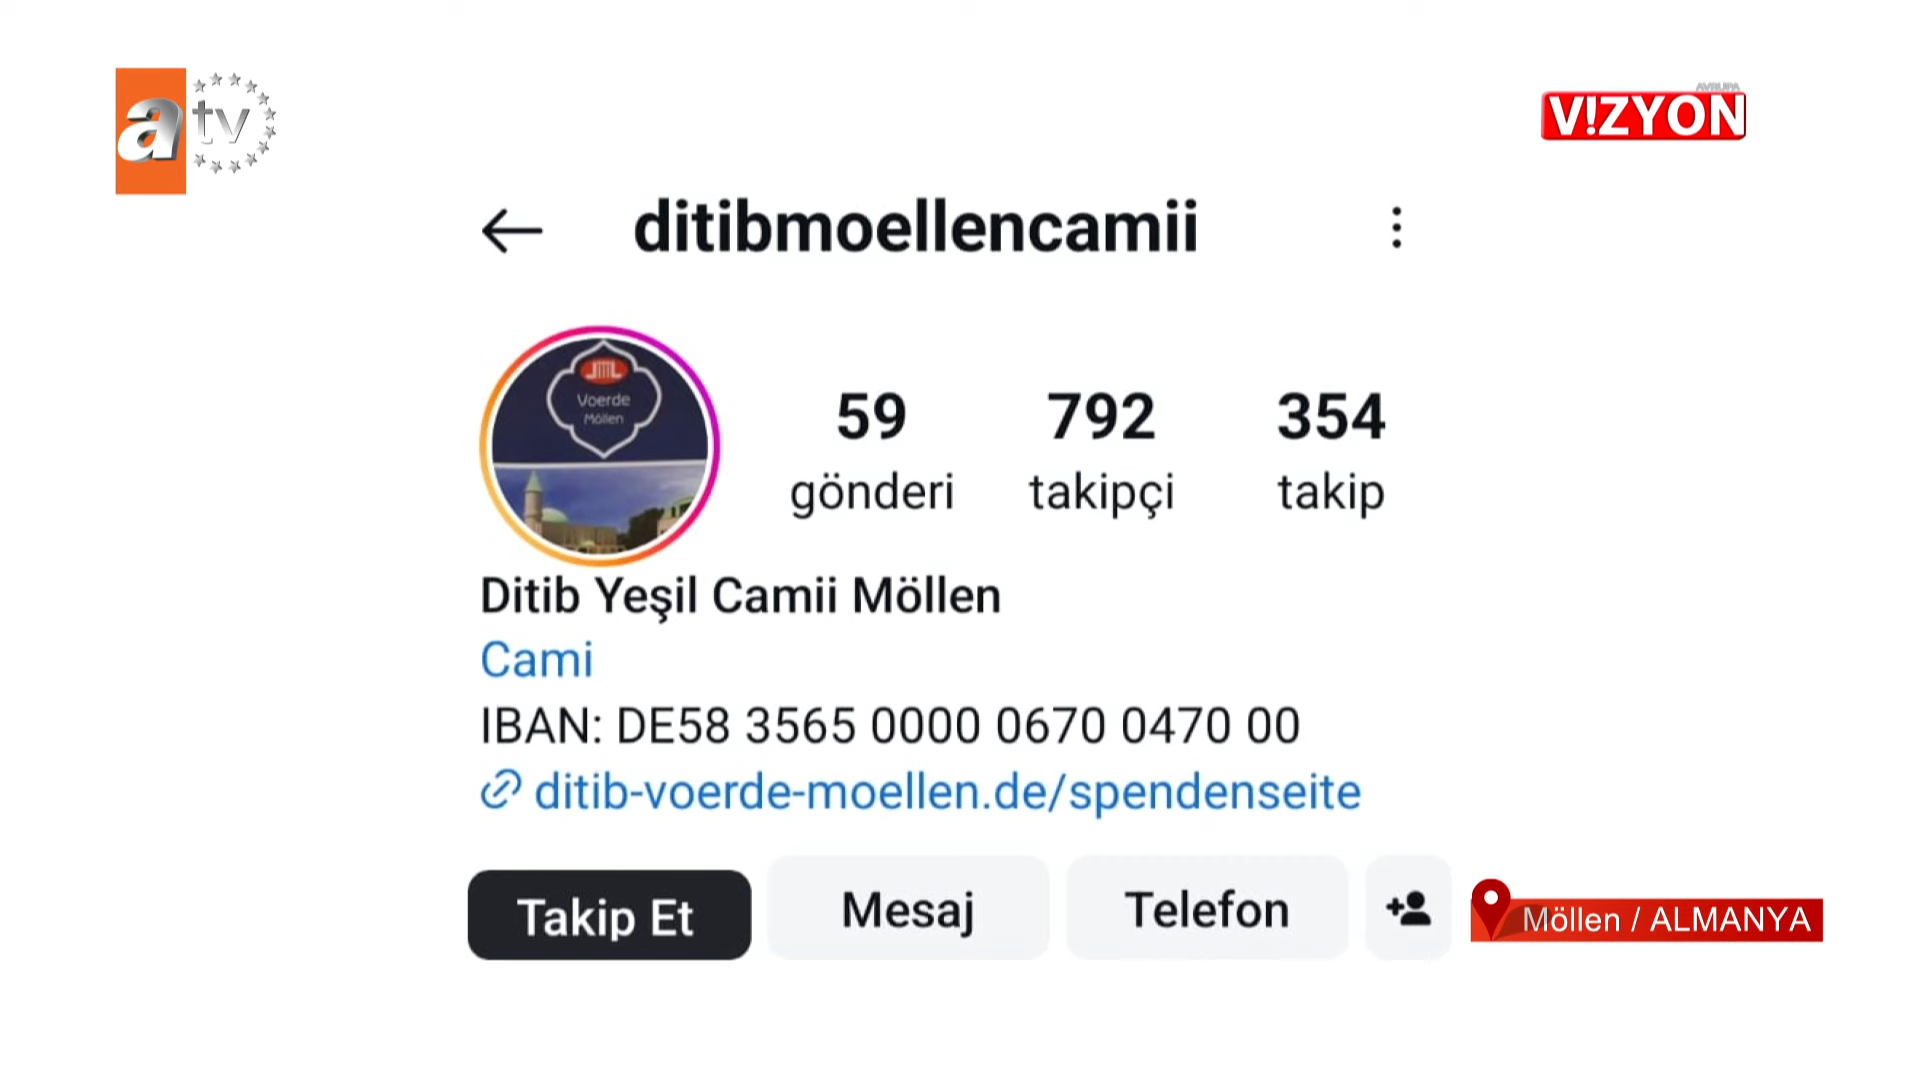 a tv
AVRUPA
V!ZYON
ditibmoellencamii
Voerde
Möllen
59
gönderi
792
takipçi
354
takip
Ditib Yeşil Camii Möllen
Cami
IBAN: DE58 3565 0000 0670 0470 00
ditib-voerde-moellen.de/spendenseite
Takip Et
Mesaj
Telefon
Möllen / ALMANYA